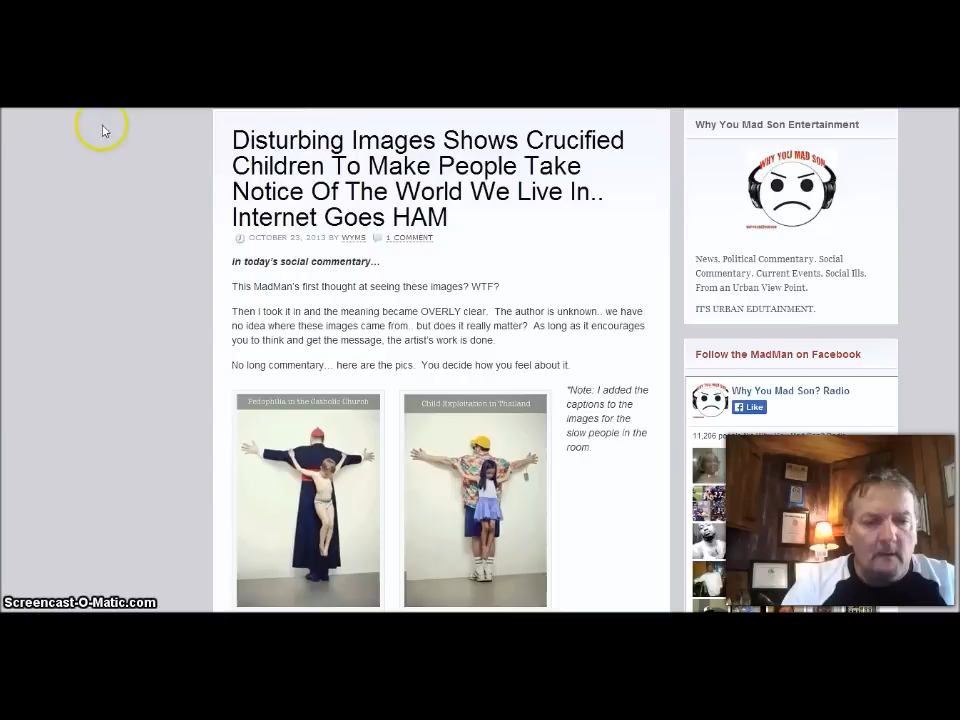 Disturbing Images Shows Crucified
Children To Make People Take
Notice Of The World We Live In..
Internet Goes HAM
OCTOBER 23, 2013 BY WYMS 1 COMMENT
in today's social commentary…
This MadMan's first thought at seeing these images? WTF?
Then I took it in and the meaning became OVERLY clear. The author is unknown.. we have
no idea where these images came from.. but does it really matter? As long as it encourages
you to think and get the message, the artist's work is done.
No long commentary… here are the pics. You decide how you feel about it.
Pedophilia in the Catholic Church
Child Exploitation in Thailand
"Note: I added the
captions to the
images for the
slow people in the
room.
Why You Mad Son Entertainment
WHY YOU MAD SON
News. Political Commentary. Social
Commentary. Current Events. Social Ills.
From an Urban View Point.
IT'S URBAN EDUTAINMENT.
Follow the MadMan on Facebook
Why You Mad Son? Radio
Like
11,206
Screencast-O-Matic.com